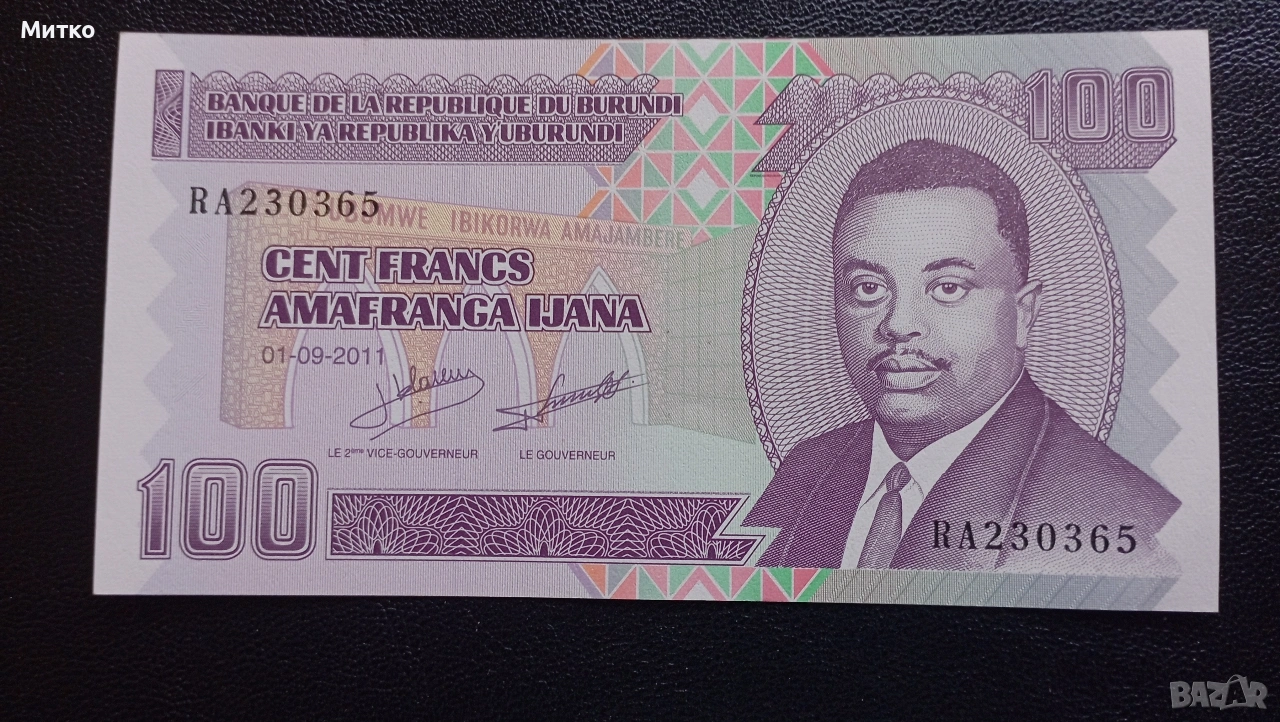 Митко
100
BANQUE DE LA REPUBLIQUE DU BURUNDI
IBANKI YA REPUBLIKA Y'UBURUNDI
RA230365
IBIKORWA AMAJAMBERE
CENT FRANCS
AMAFRANGA IJANA
01-09-2011
LE 2ème VICE-GOUVERNEUR
LE GOUVERNEUR
100
RA230365
BAZAR